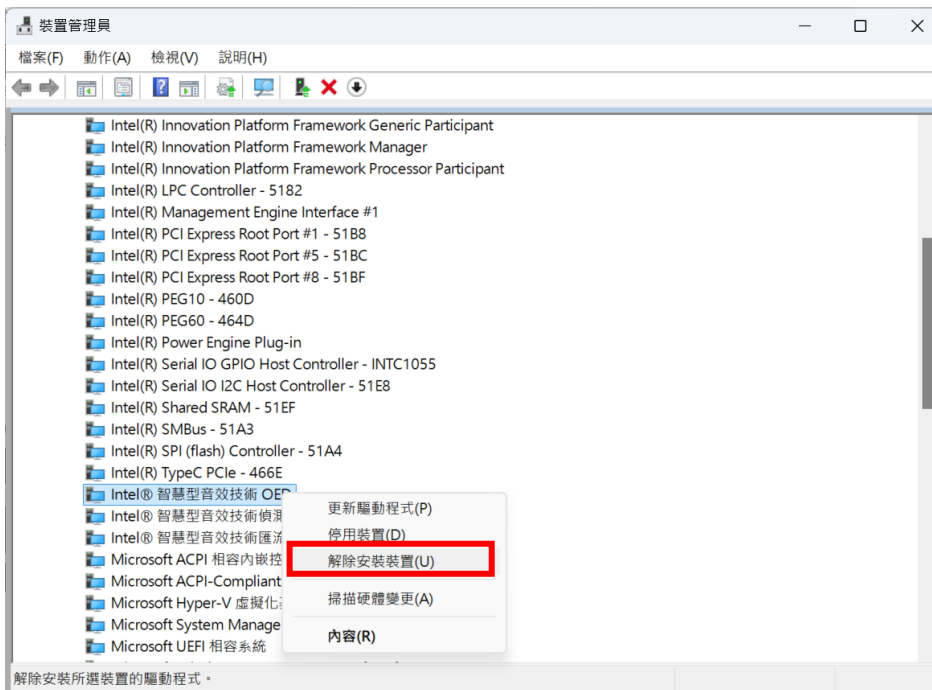 裝置管理員
檔案(F) 動作(A) 檢視(V) 說明(H)
Intel(R) Innovation Platform Framework Generic Participant
Intel(R) Innovation Platform Framework Manager
Intel(R) Innovation Platform Framework Processor Participant
Intel(R) LPC Controller - 5182
Intel(R) Management Engine Interface #1
Intel(R) PCI Express Root Port #1 - 51B8
Intel(R) PCI Express Root Port #5 - 51BC
Intel(R) PCI Express Root Port #8 - 51BF
Intel(R) PEG10 - 460D
Intel(R) PEG60 - 464D
Intel(R) Power Engine Plug-in
Intel(R) Serial IO GPIO Host Controller - INTC1055
Intel(R) Serial IO I2C Host Controller - 51E8
Intel(R) Shared SRAM - 51EF
Intel(R) SMBus - 51A3
Intel(R) SPI (flash) Controller - 51A4
Intel(R) TypeC PCIe - 466E
Intel® 智慧型音效技術 OED
Intel® 智慧型音效技術偵測
Intel® 智慧型音效技術匯流
Microsoft ACPI 相容內嵌控
Microsoft ACPI-Compliant
Microsoft Hyper-V 虛擬化
Microsoft System Manage
Microsoft UEFI 相容系統
更新驅動程式(P)
停用裝置(D)
解除安裝裝置(U)
掃描硬體變更(A)
內容(R)
解除安裝所選裝置的驅動程式。